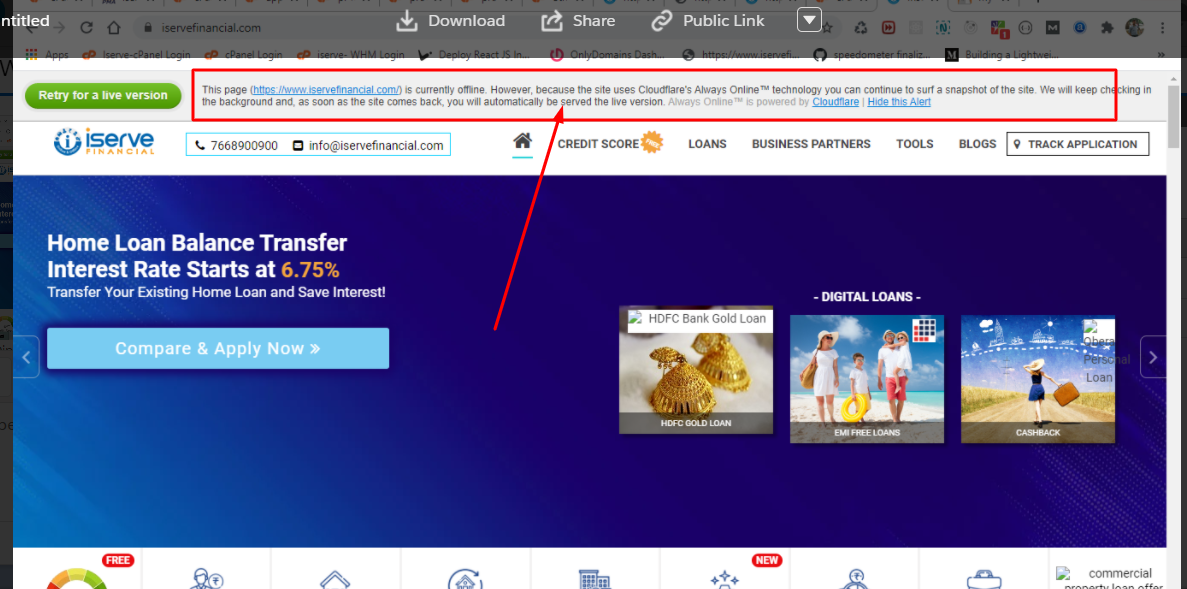 ntitled
Download
Share
Public Link
iservefinancial.com
Apps
Iserve-cPanel Login
cPanel Login
iserve- WHM Login
Deploy React JS In...
OnlyDomains Dash...
https://www.iservefi...
speedometer finaliz...
Building a Lightwei...
»
Retry for a live version
This page (https://www.iservefinancial.com/) is currently offline. However, because the site uses Cloudflare's Always Online™ technology you can continue to surf a snapshot of the site. We will keep checking in
the background and, as soon as the site comes back, you will automatically be served the live version. Always Online™ is powered by Cloudflare | Hide this Alert
iserve
FINANCIAL
7668900900
info@iservefinancial.com
CREDIT SCORE
LOANS
BUSINESS PARTNERS
TOOLS
BLOGS
TRACK APPLICATION
Home Loan Balance Transfer
Interest Rate Starts at 6.75%
Transfer Your Existing Home Loan and Save Interest!
Compare & Apply Now »
- DIGITAL LOANS -
HDFC Bank Gold Loan
HDFC GOLD LOAN
EMI FREE LOANS
Personal
Loan
CASHBACK
FREE
NEW
commercial
property loan offer